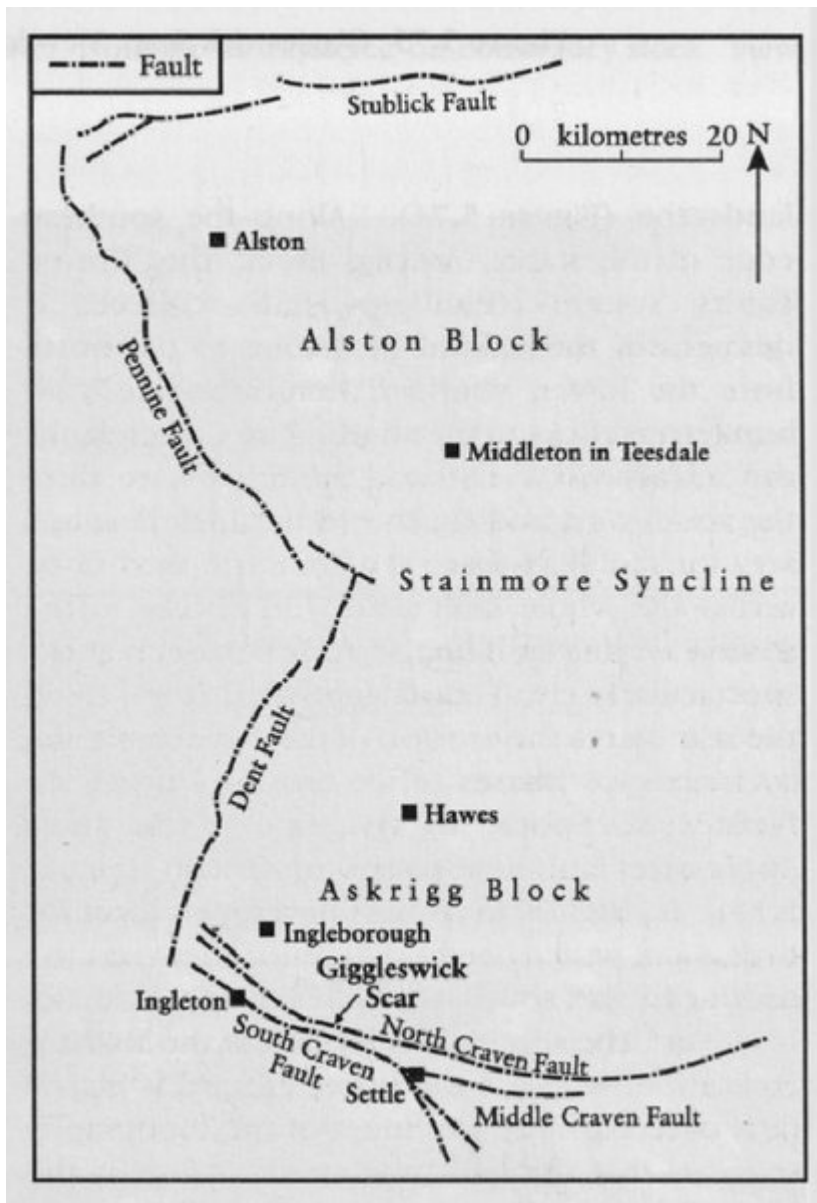 Fault
Stublick Fault
0 kilometres 20 N
Alston
Alston Block
Pennine Fault
Middleton in Teesdale
Stainmore Syncline
Dent Fault
Hawes
Askrigg Block
Ingleborough
Giggleswick
Scar
Ingleton
North Craven Fault
South Craven
Fault
Settle
Middle Craven Fault